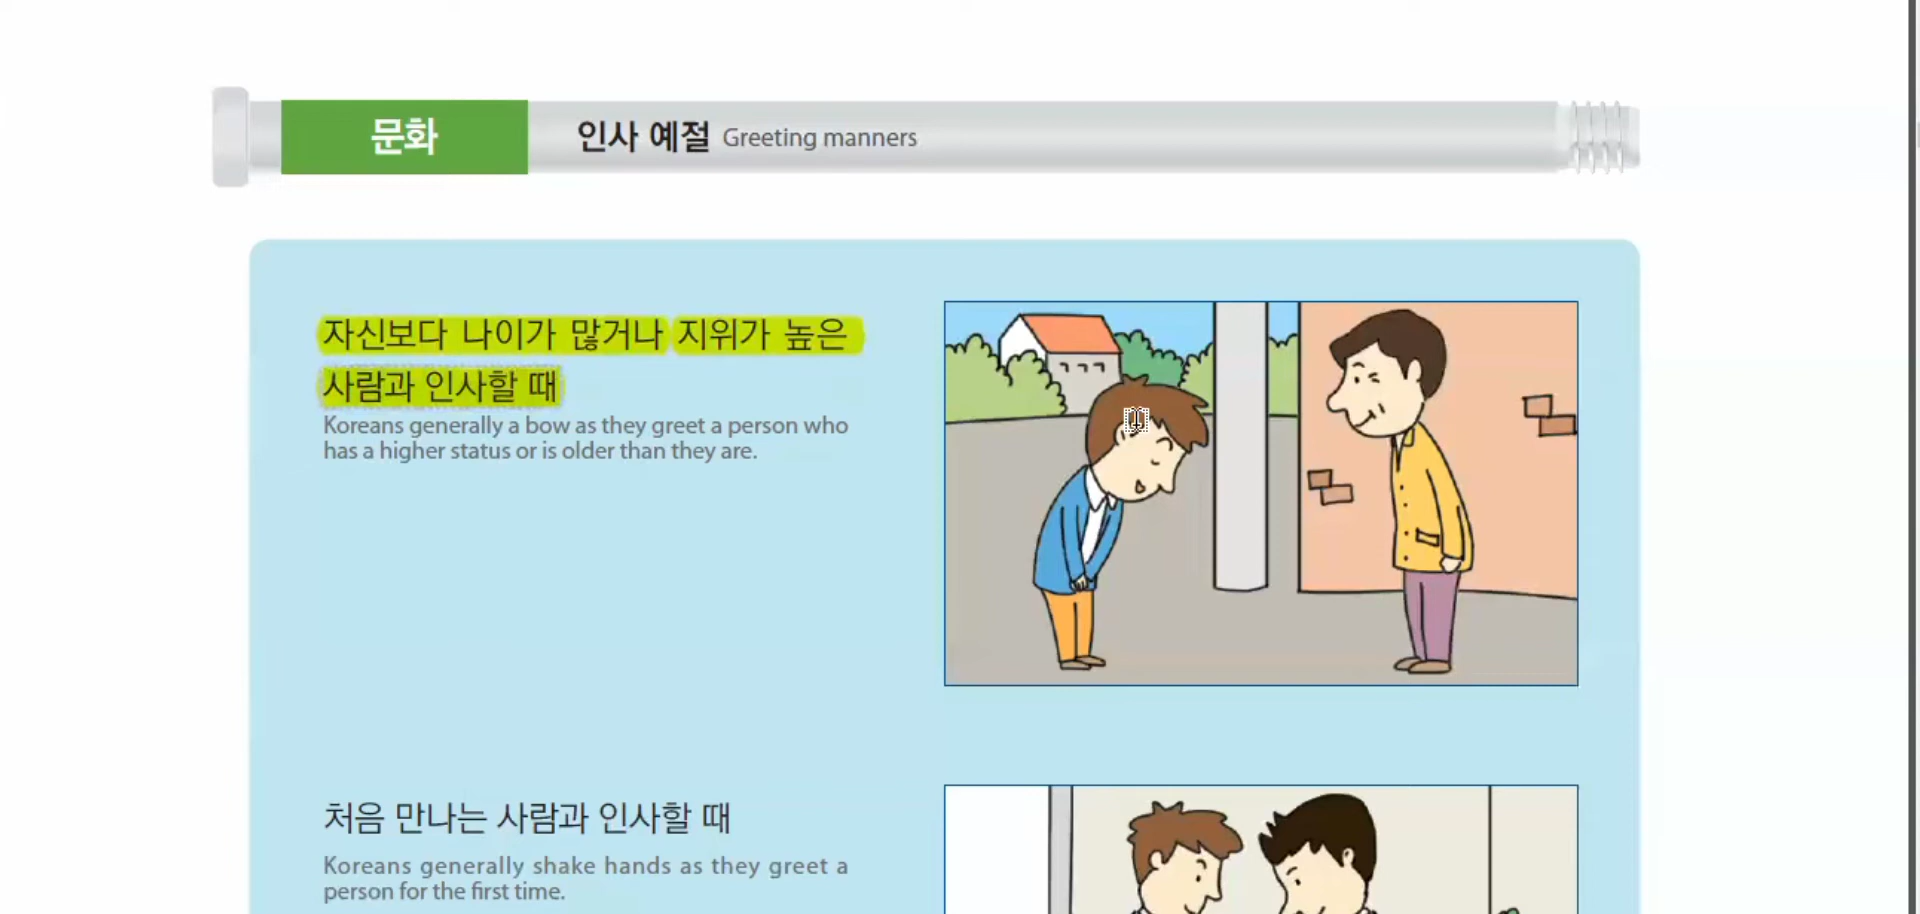 문화
인사 예절 Greeting manners
자신보다 나이가 많거나 지위가 높은
사람과 인사할 때
Koreans generally a bow as they greet a person who
has a higher status or is older than they are.
처음 만나는 사람과 인사할 때
Koreans generally shake hands as they greet a
person for the first time.